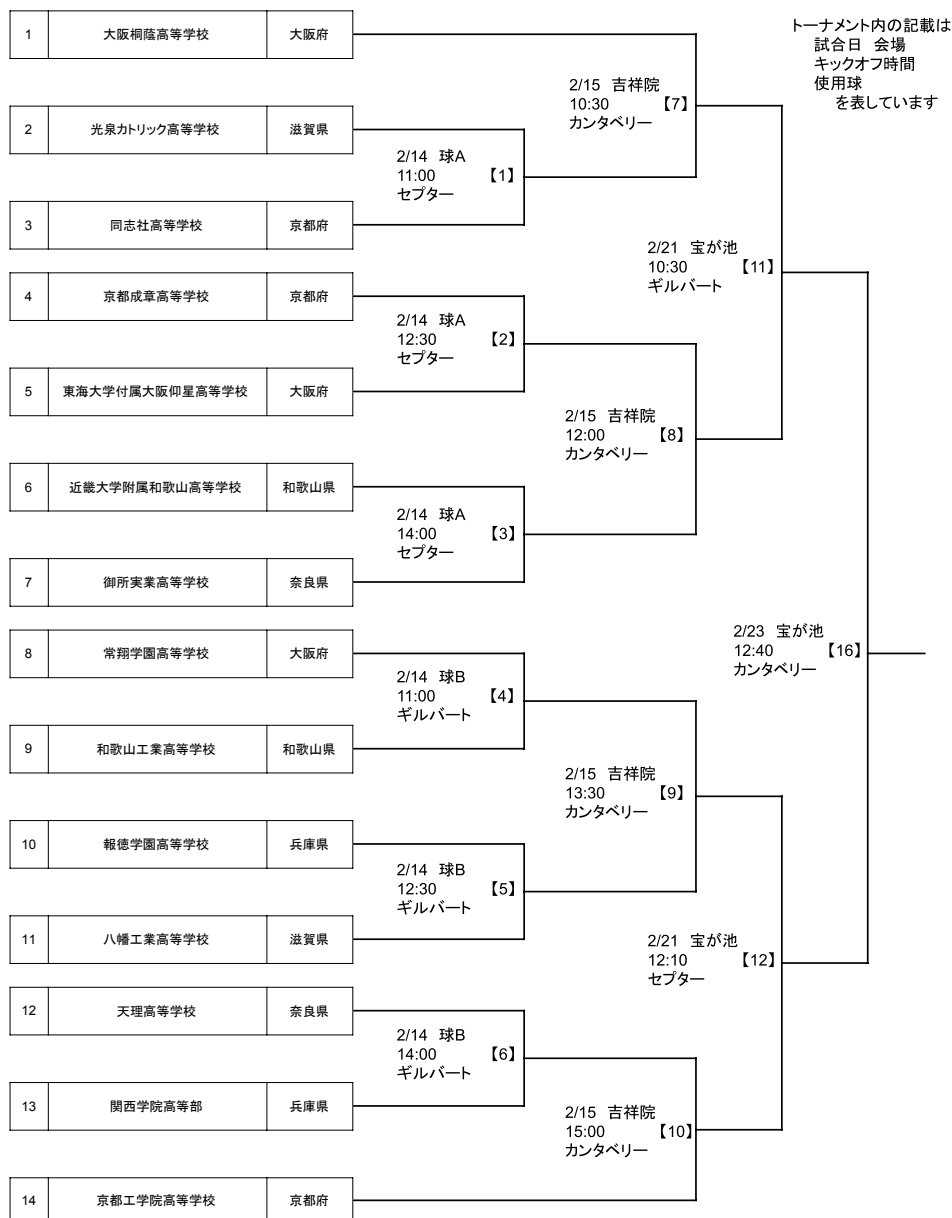 トーナメント内の記載は
試合日 会場
キックオフ時間
使用球
を表しています
1 大阪桐蔭高等学校 大阪府
2/15 吉祥院
10:30 【7】
カンタベリー
2 光泉カトリック高等学校 滋賀県
2/14 球A
11:00 【1】
セプター
3 同志社高等学校 京都府
2/21 宝が池
10:30 【11】
ギルバート
4 京都成章高等学校 京都府
2/14 球A
12:30 【2】
セプター
5 東海大学付属大阪仰星高等学校 大阪府
2/15 吉祥院
12:00 【8】
カンタベリー
6 近畿大学附属和歌山高等学校 和歌山県
2/14 球A
14:00 【3】
セプター
7 御所実業高等学校 奈良県
2/23 宝が池
12:40 【16】
カンタベリー
8 常翔学園高等学校 大阪府
2/14 球B
11:00 【4】
ギルバート
9 和歌山工業高等学校 和歌山県
2/15 吉祥院
13:30 【9】
カンタベリー
10 報徳学園高等学校 兵庫県
2/14 球B
12:30 【5】
ギルバート
11 八幡工業高等学校 滋賀県
2/21 宝が池
12:10 【12】
セプター
12 天理高等学校 奈良県
2/14 球B
14:00 【6】
ギルバート
13 関西学院高等部 兵庫県
2/15 吉祥院
15:00 【10】
カンタベリー
14 京都工学院高等学校 京都府